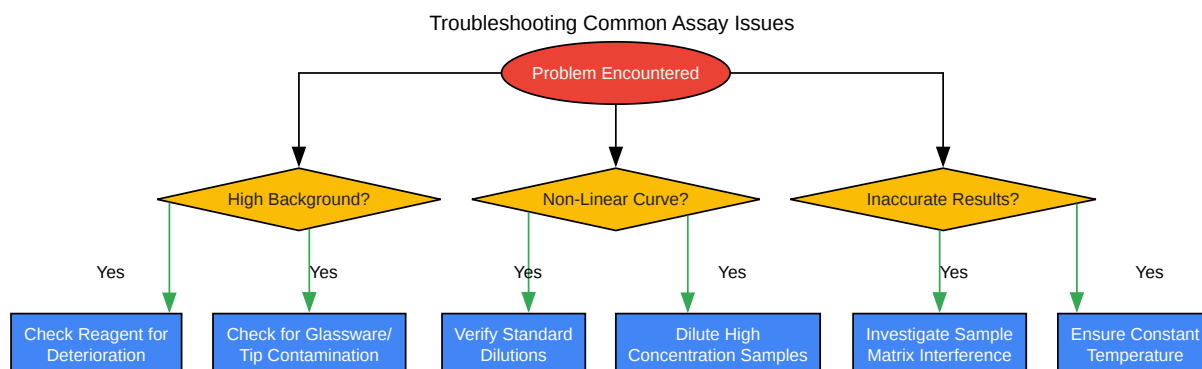 Troubleshooting Common Assay Issues
Problem Encountered
High Background?
Non-Linear Curve?
Inaccurate Results?
Yes
Yes
Yes
Yes
Yes
Yes
Check Reagent for
Deterioration
Check for Glassware/
Tip Contamination
Verify Standard
Dilutions
Dilute High
Concentration Samples
Investigate Sample
Matrix Interference
Ensure Constant
Temperature